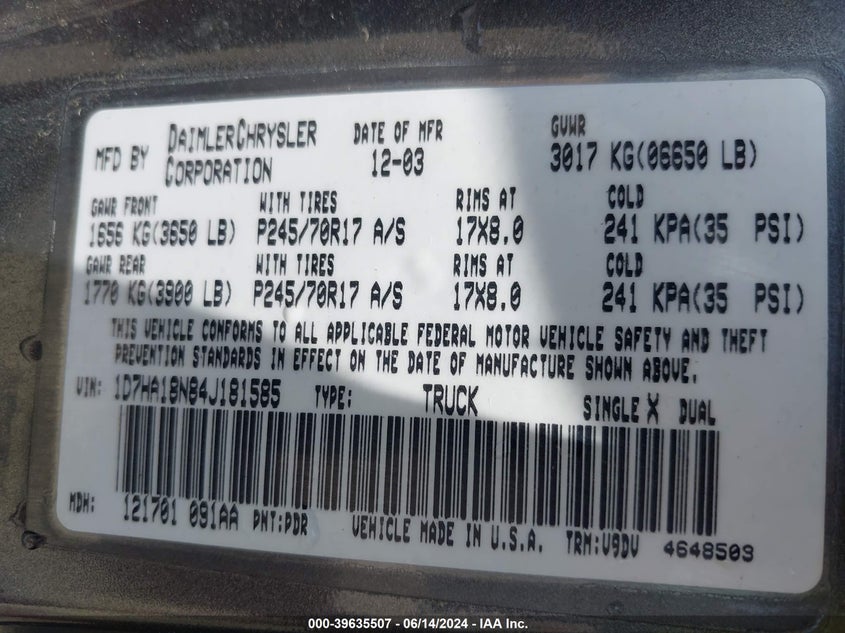 MFD BY DAIMLERCHRYSLER CORPORATION DATE OF MFR 12-03 GVWR 3017 KG(06650 LB)
GAWR FRONT WITH TIRES RIMS AT COLD
1656 KG(3650 LB) P245/70R17 A/S 17X8.0 241 KPA(35 PSI)
GAWR REAR WITH TIRES RIMS AT COLD
1770 KG(3900 LB) P245/70R17 A/S 17X8.0 241 KPA(35 PSI)
THIS VEHICLE CONFORMS TO ALL APPLICABLE FEDERAL MOTOR VEHICLE SAFETY AND THEFT
PREVENTION STANDARDS IN EFFECT ON THE DATE OF MANUFACTURE SHOWN ABOVE.
VIN: 1D7HA18N84J181585 TYPE: TRUCK SINGLE X DUAL
MDH: 121701 091AA PNT:PDR VEHICLE MADE IN U.S.A. TRM:V9DV 4648509
000-39635507 - 06/14/2024 - IAA Inc.